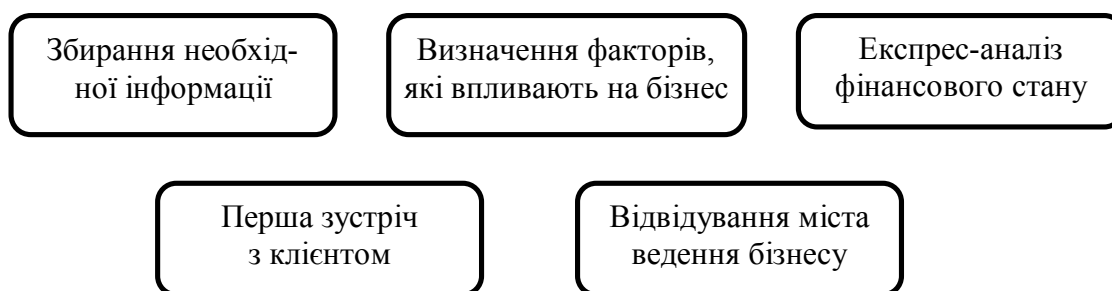 Збирання необхід-
ної інформації
Визначення факторів,
які впливають на бізнес
Експрес-аналіз
фінансового стану
Перша зустріч
з клієнтом
Відвідування міста
ведення бізнесу